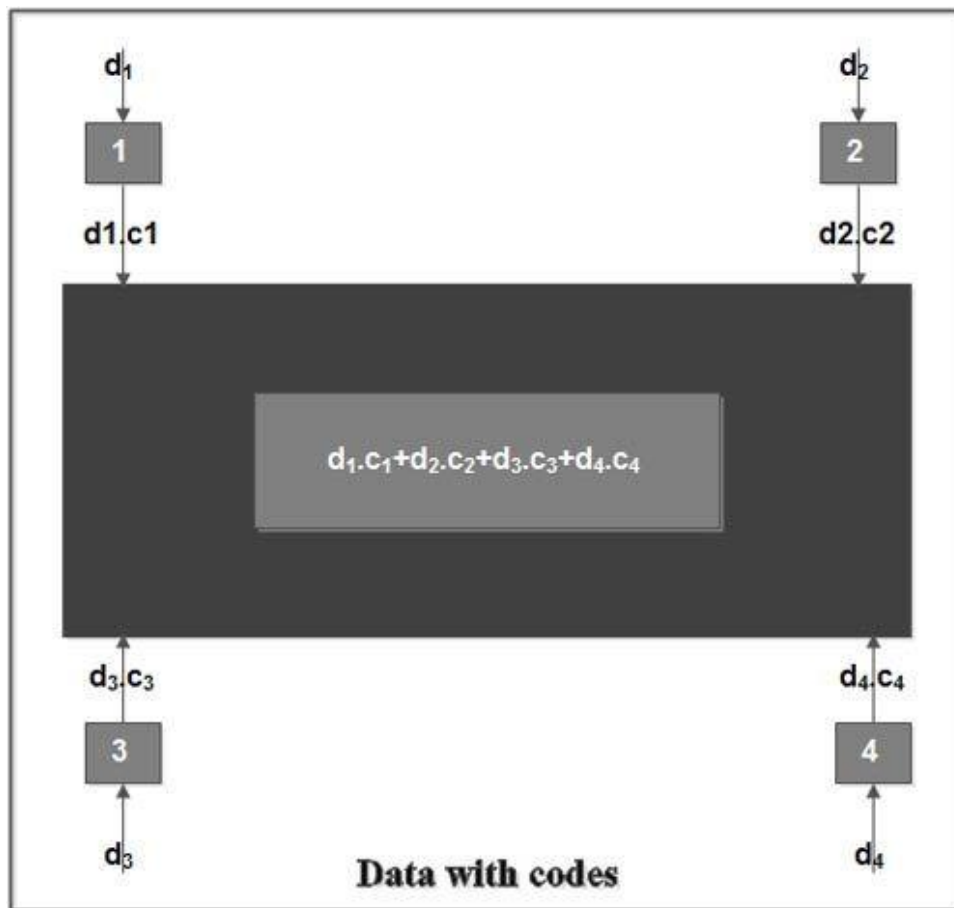 d₁ d₂
1 2
d1.c1 d2.c2
d₁.c₁+d₂.c₂+d₃.c₃+d₄.c₄
d₃.c₃ d₄.c₄
3 4
d₃ d₄
Data with codes